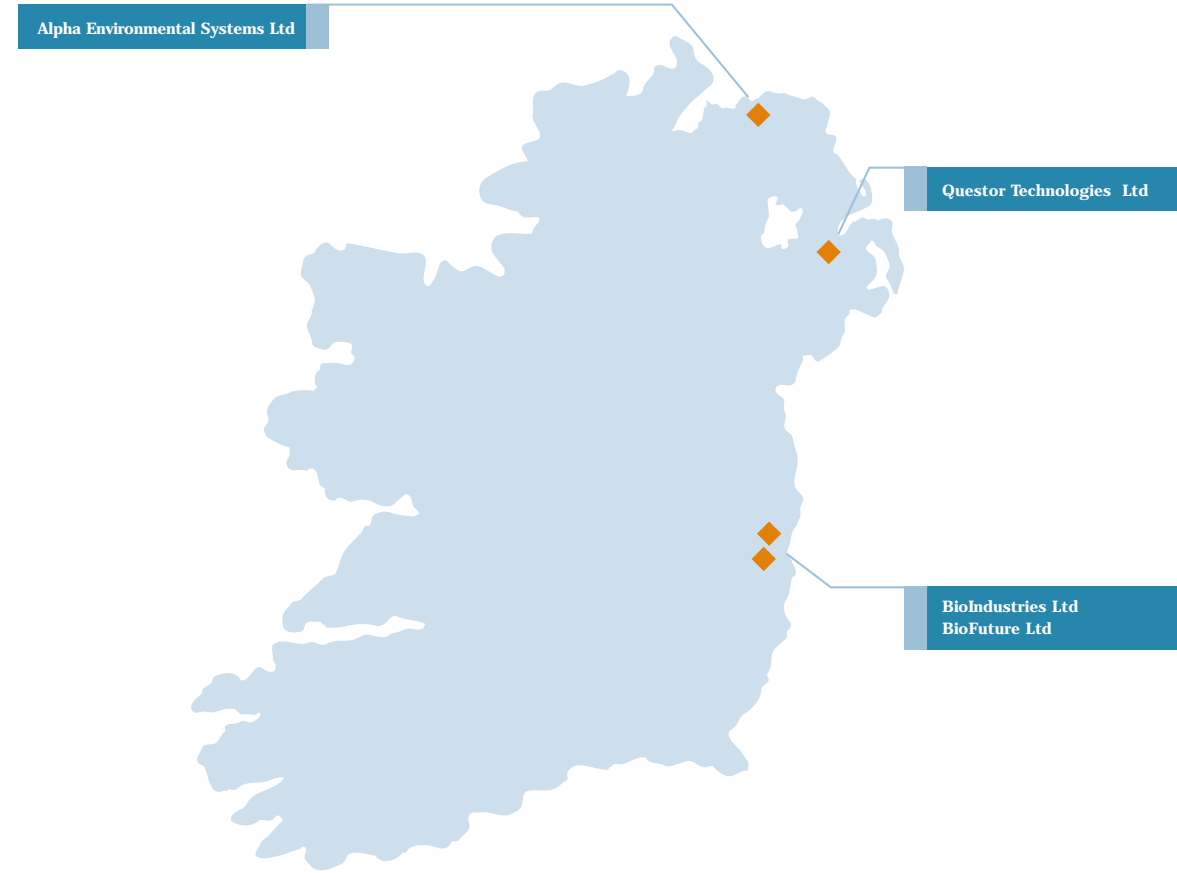 Alpha Environmental Systems Ltd
Questor Technologies Ltd
BioIndustries Ltd
BioFuture Ltd